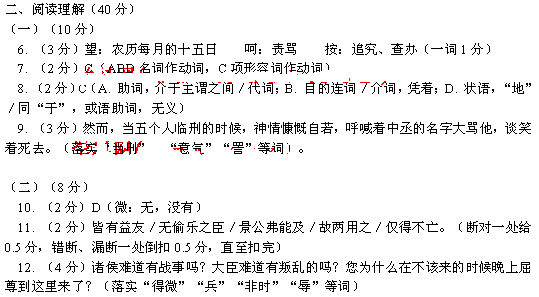 二、阅读理解(40分)
(一)(10分)
6.(3分)望:农历每月的十五日 呵:责骂 按:追究、查办(一词1分)
7.(2分)C(ABD名词作动词,C项形容词作动词)
8.(2分)C(A. 助词,介于主谓之间/代词;B. 目的连词/介词,凭着;D. 状语,“地”
/同“于”,或语助词,无义)
9.(3分)然而,当五个人临刑的时候,神情慷慨自若,呼喊着中丞的名字大骂他,谈笑
着死去。(落实“当刑”“意气”“詈”等词)。
(二)(8分)
10.(2分)D(微:无,没有)
11.(2分)皆有益友/无偷乐之臣/景公弗能及/故两用之/仅得不亡。(断对一处给
0.5分,错断、漏断一处倒扣0.5分,直至扣完)
12.(4分)诸侯难道有战事吗?大臣难道有叛乱的吗?您为什么在不该来的时候晚上屈
尊到这里来了?(落实“得微”“兵”“非时”“辱”等词)